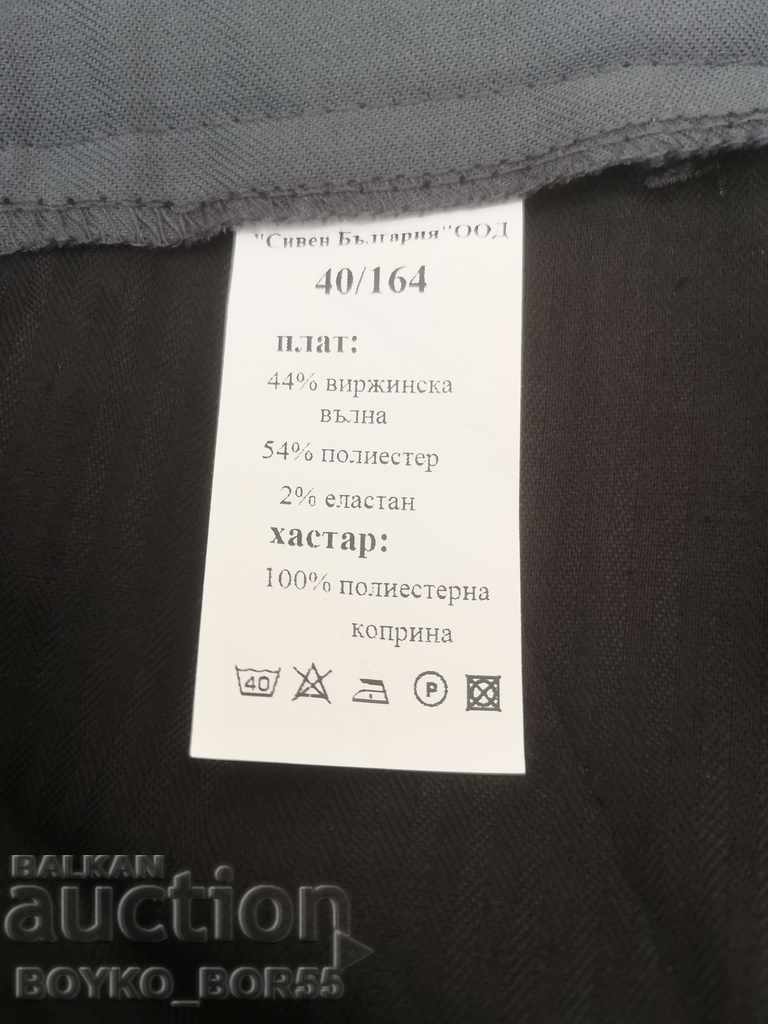 "Сивен България"ООД
40/164
плат:
44% виржинска
вълна
54% полиестер
2% еластан
хастар:
100% полиестерна
коприна
40
P
BALKAN
auction
BOYKO_BOR55